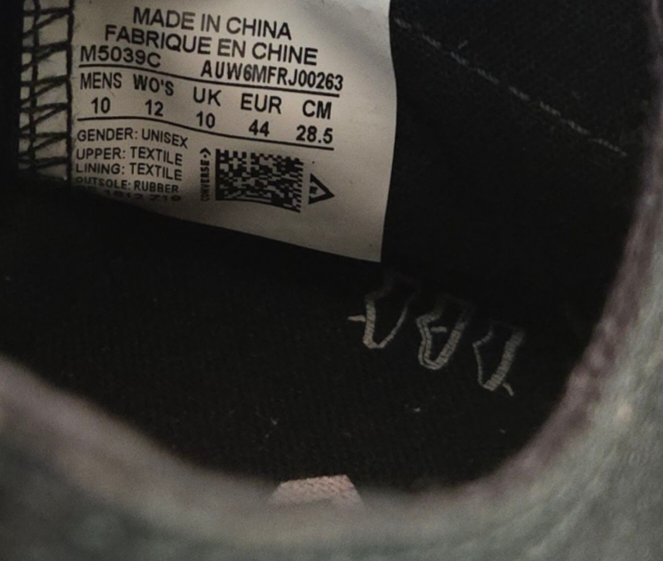 MADE IN CHINA
FABRIQUE EN CHINE
M5039C AUW6MFRJ00263
MENS WO'S UK EUR CM
10 12 10 44 28.5
GENDER: UNISEX
UPPER: TEXTILE
LINING: TEXTILE
OUTSOLE: RUBBER
CONVERSE